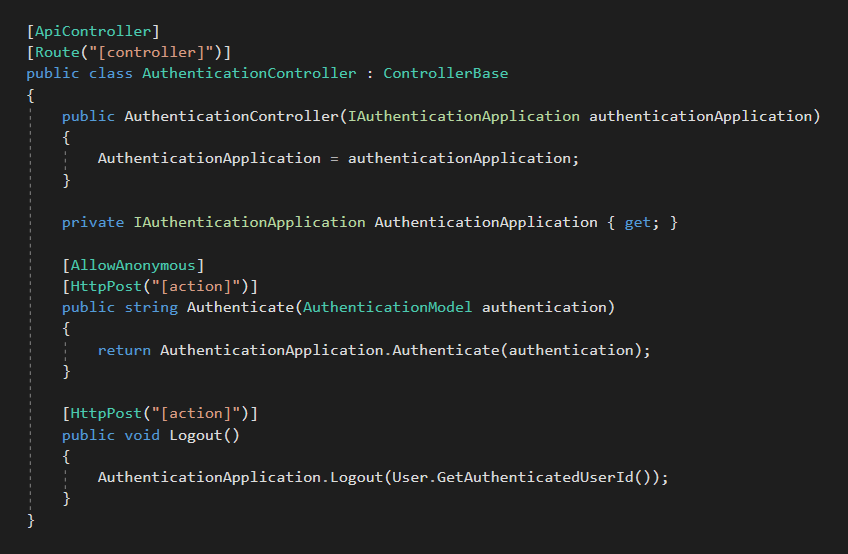 [ApiController]
[Route("[controller]")]
public class AuthenticationController : ControllerBase
{
public AuthenticationController(IAuthenticationApplication authenticationApplication)
{
AuthenticationApplication = authenticationApplication;
}
private IAuthenticationApplication AuthenticationApplication { get; }
[AllowAnonymous]
[HttpPost("[action]")]
public string Authenticate(AuthenticationModel authentication)
{
return AuthenticationApplication.Authenticate(authentication);
}
[HttpPost("[action]")]
public void Logout()
{
AuthenticationApplication.Logout(User.GetAuthenticatedUserId());
}
}